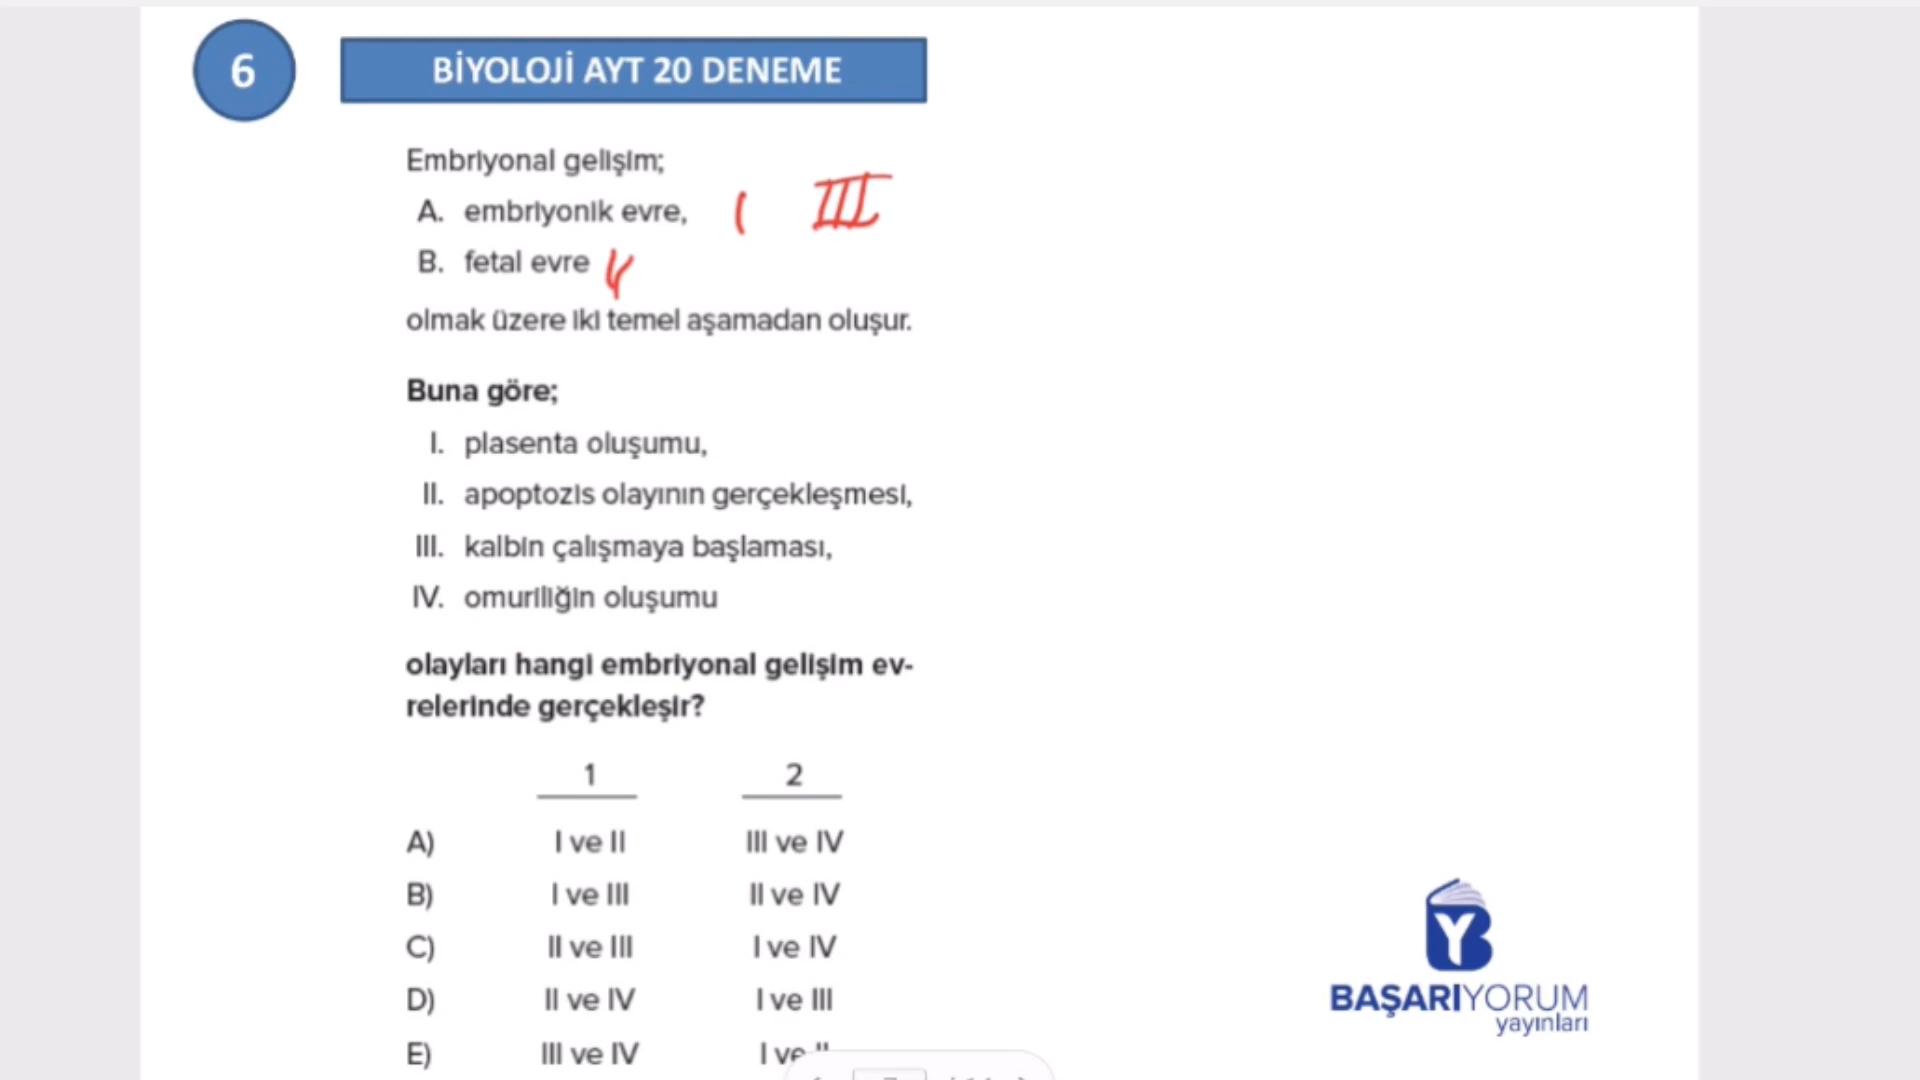 6
BİYOLOJİ AYT 20 DENEME
Embriyonal gelişim;
A. embriyonik evre, I III
B. fetal evre
olmak üzere iki temel aşamadan oluşur.
Buna göre;
I. plasenta oluşumu,
II. apoptozis olayının gerçekleşmesi,
III. kalbin çalışmaya başlaması,
IV. omuriliğin oluşumu
olayları hangi embriyonal gelişim ev-
relerinde gerçekleşir?
1 2
A) I ve II III ve IV
B) I ve III II ve IV
C) II ve III I ve IV
D) II ve IV I ve III
E) III ve IV I ve II
BAŞARIYORUM
yayınları